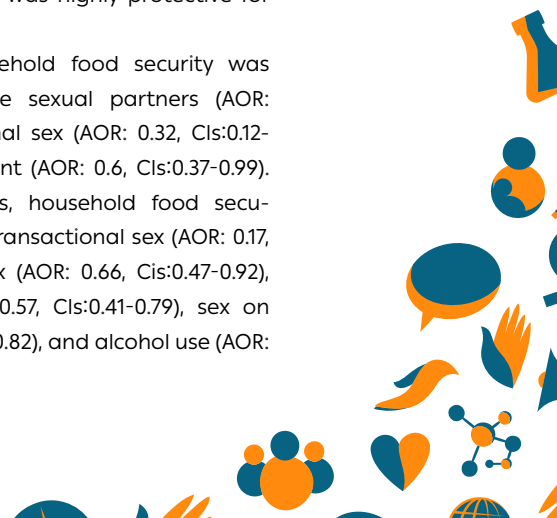 was highly protective for
ehold food security was
e sexual partners (AOR:
nal sex (AOR: 0.32, CIs:0.12-
nt (AOR: 0.6, CIs:0.37-0.99).
s, household food secu-
ransactional sex (AOR: 0.17,
x (AOR: 0.66, Cis:0.47-0.92),
0.57, CIs:0.41-0.79), sex on
0.82), and alcohol use (AOR: